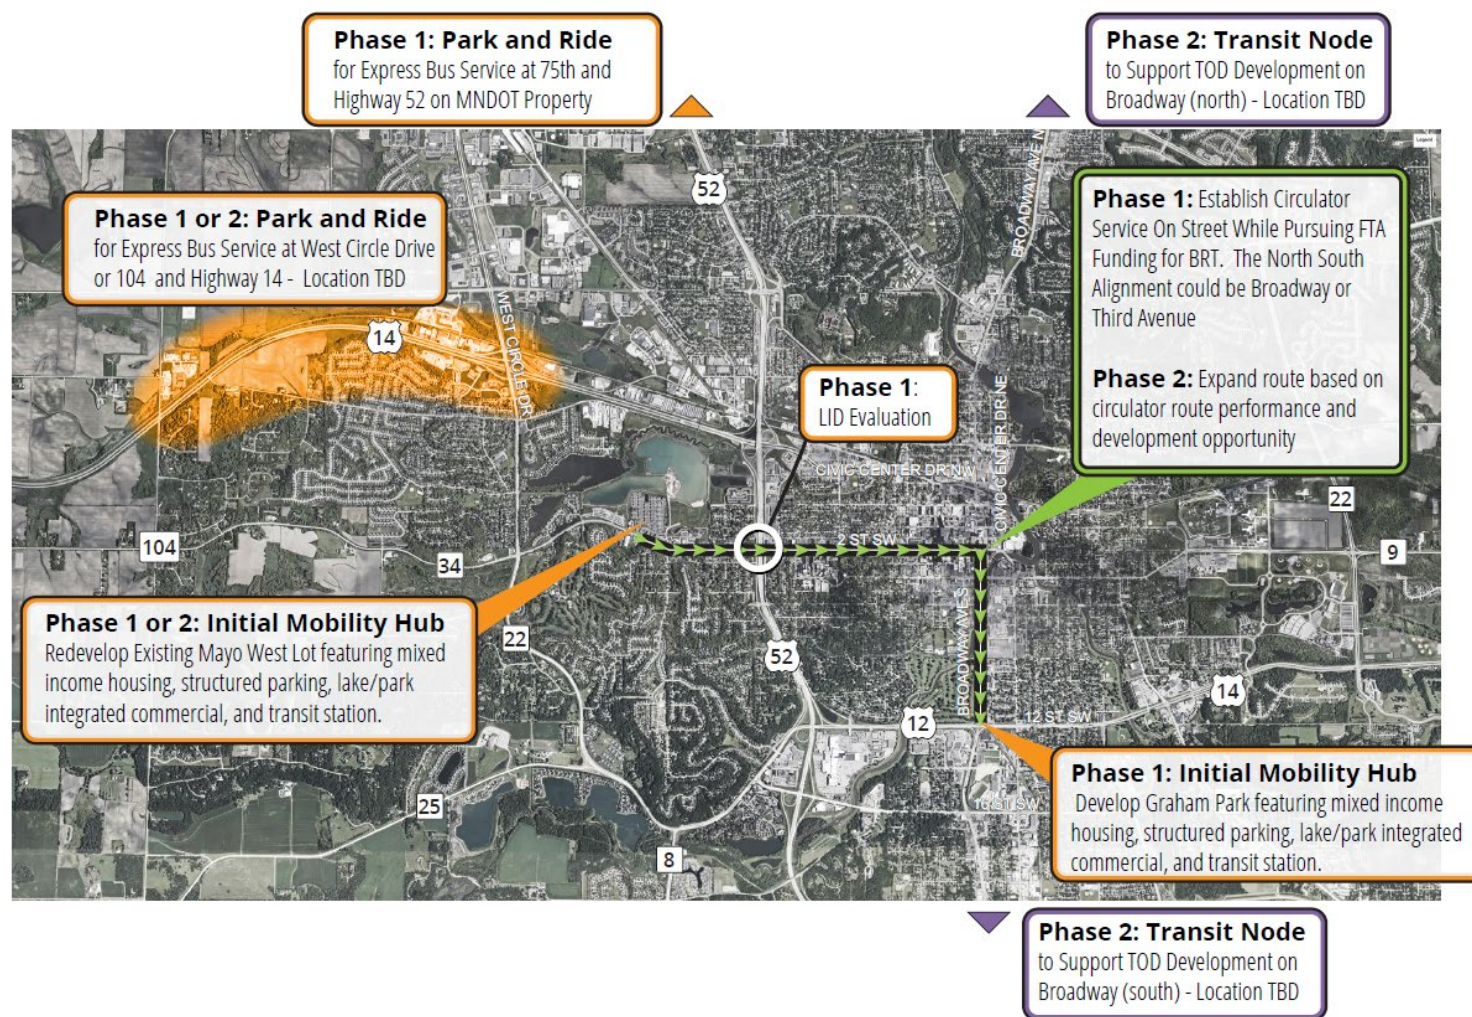 Phase 1: Park and Ride
for Express Bus Service at 75th and
Highway 52 on MNDOT Property
Phase 2: Transit Node
to Support TOD Development on
Broadway (north) - Location TBD
Legend
52
BROADWAY AVE N
Phase 1 or 2: Park and Ride
for Express Bus Service at West Circle Drive
or 104 and Highway 14 - Location TBD
Phase 1: Establish Circulator
Service On Street While Pursuing FTA
Funding for BRT. The North South
Alignment could be Broadway or
Third Avenue
Phase 2: Expand route based on
circulator route performance and
development opportunity
14
WEST CIRCLE DR
Phase 1:
LID Evaluation
CIVIC CENTER DR NW
CIVIC CENTER DR NE
22
104
34
2 ST SW
9
Phase 1 or 2: Initial Mobility Hub
Redevelop Existing Mayo West Lot featuring mixed
income housing, structured parking, lake/park
integrated commercial, and transit station.
22
52
BROADWAY AVE S
14
12
12 ST SW
Phase 1: Initial Mobility Hub
Develop Graham Park featuring mixed income
housing, structured parking, lake/park integrated
commercial, and transit station.
25
16 ST SW
8
Phase 2: Transit Node
to Support TOD Development on
Broadway (south) - Location TBD